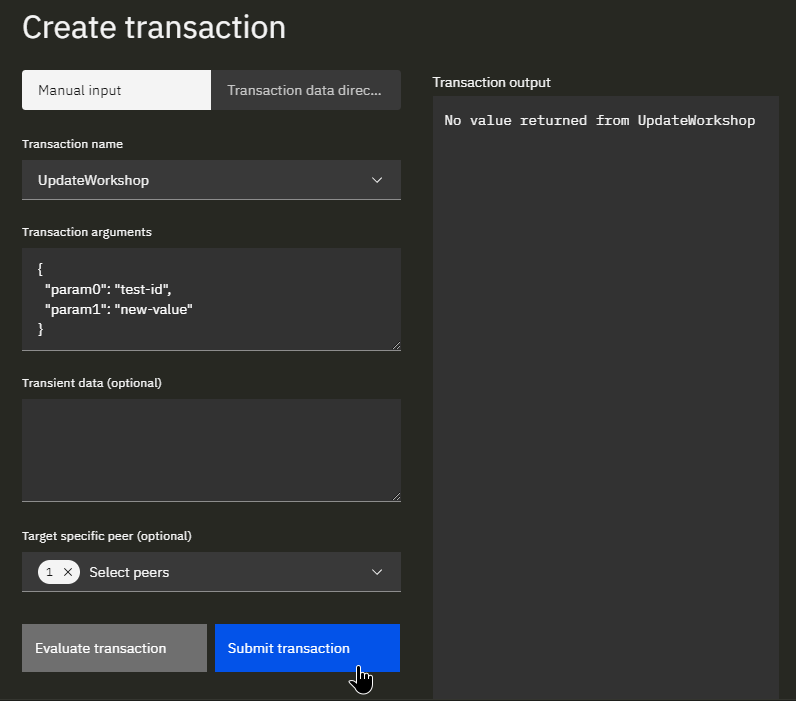 Create transaction
Manual input
Transaction data direc...
Transaction name
UpdateWorkshop
Transaction arguments
{
"param0": "test-id",
"param1": "new-value"
}
Transient data (optional)
Target specific peer (optional)
1 × Select peers
Evaluate transaction
Submit transaction
Transaction output
No value returned from UpdateWorkshop